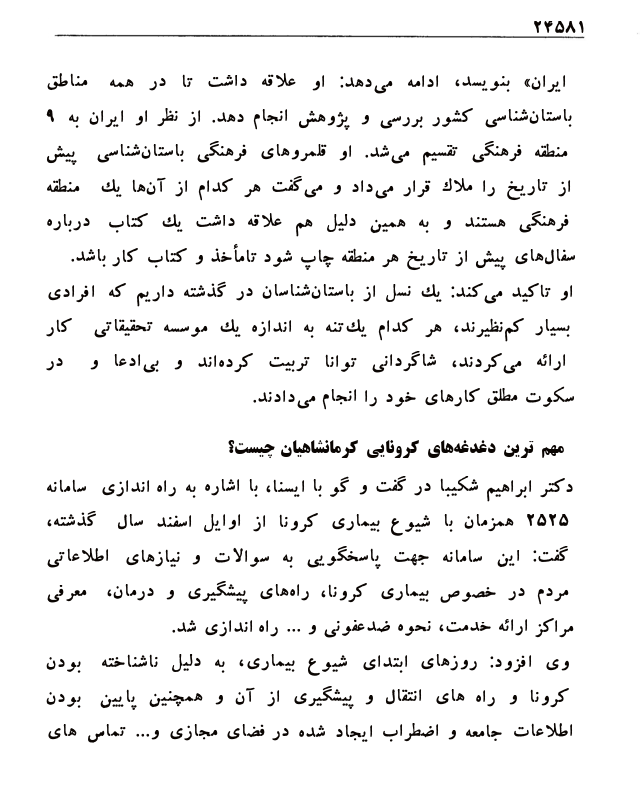 ۲۴۵۸۱
ایران» بنویسد، ادامه می‌دهد: او علاقه داشت تا در همه مناطق
باستان‌شناسی کشور بررسی و پژوهش انجام دهد. از نظر او ایران به ۹
منطقه فرهنگی تقسیم می‌شد. او قلمروهای فرهنگی باستان‌شناسی پیش
از تاریخ را ملاك قرار می‌داد و می‌گفت هر کدام از آن‌ها یك منطقه
فرهنگی هستند و به همین دلیل هم علاقه داشت یك کتاب درباره
سفال‌های پیش از تاریخ هر منطقه چاپ شود تامأخذ و کتاب کار باشد.
او تاکید می‌کند: یك نسل از باستان‌شناسان در گذشته داریم که افرادی
بسیار کم‌نظیرند، هر کدام یك‌تنه به اندازه یك موسسه تحقیقاتی کار
ارائه می‌کردند، شاگردانی توانا تربیت کرده‌اند و بی‌ادعا و در
سکوت مطلق کارهای خود را انجام می‌دادند.
مهم ترین دغدغه‌های کرونایی کرمانشاهیان چیست؟
دکتر ابراهیم شکیبا در گفت و گو با ایسنا، با اشاره به راه اندازی سامانه
۲۵۲۵ همزمان با شیوع بیماری کرونا از اوایل اسفند سال گذشته،
گفت: این سامانه جهت پاسخگویی به سوالات و نیازهای اطلاعاتی
مردم در خصوص بیماری کرونا، راه‌های پیشگیری و درمان، معرفی
مراکز ارائه خدمت، نحوه ضدعفونی و ... راه اندازی شد.
وی افزود: روزهای ابتدای شیوع بیماری، به دلیل ناشناخته بودن
کرونا و راه های انتقال و پیشگیری از آن و همچنین پایین بودن
اطلاعات جامعه و اضطراب ایجاد شده در فضای مجازی و... تماس های